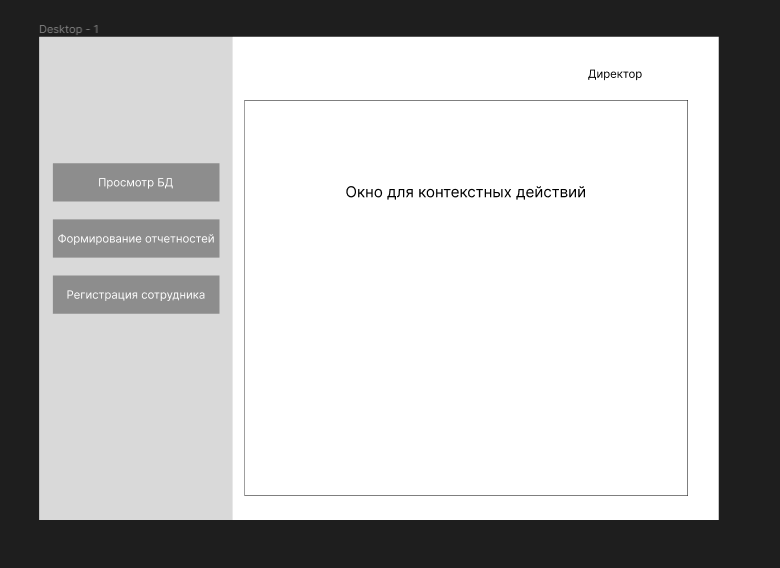 Desktop - 1
Директор
Просмотр БД
Окно для контекстных действий
Формирование отчетностей
Регистрация сотрудника